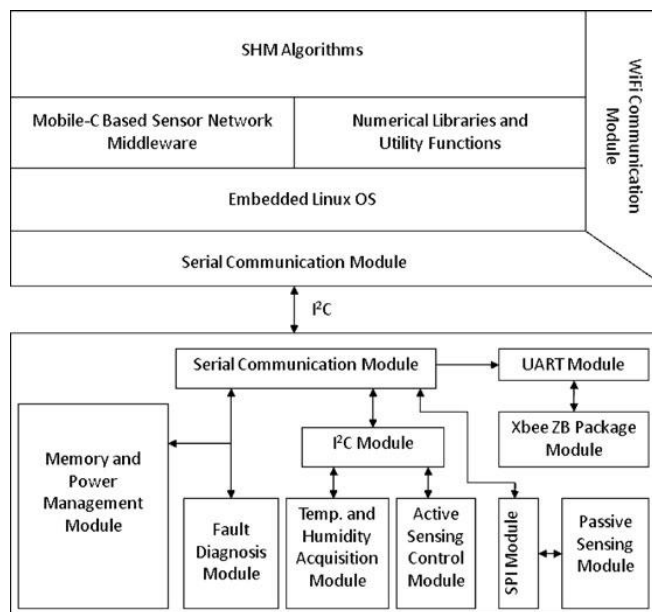 SHM Algorithms
WiFi Communication
Module
Mobile-C Based Sensor Network
Middleware
Numerical Libraries and
Utility Functions
Embedded Linux OS
Serial Communication Module
I²C
Serial Communication Module
UART Module
Xbee ZB Package
Module
I²C Module
Memory and
Power
Management
Module
Fault
Diagnosis
Module
Temp. and
Humidity
Acquisition
Module
Active
Sensing
Control
Module
SPI Module
Passive
Sensing
Module